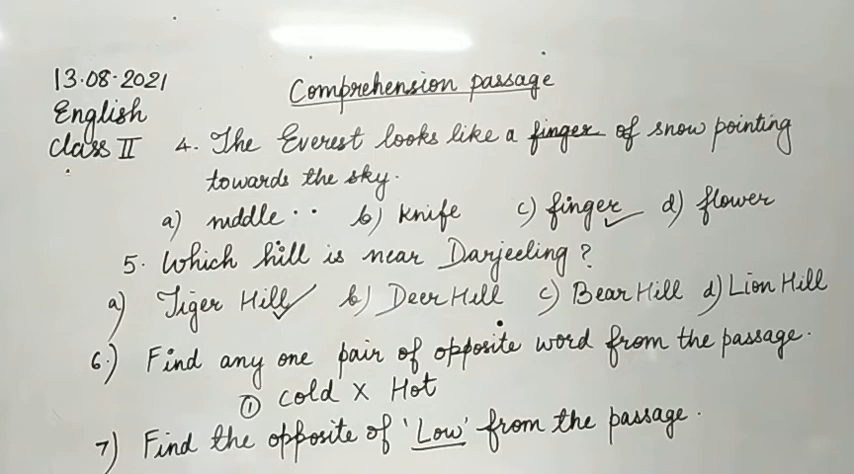 13.08.2021
Comprehension passage
English
Class II
4. The Everest looks like a finger of snow pointing
towards the sky.
a) niddle b) Knife c) finger ✓ d) flower
5. Which hill is near Darjeeling?
a) Tiger Hill ✓ b) Deer Hill c) Bear Hill d) Lion Hill
6.) Find any one pair of opposite word from the passage.
① cold X Hot
7) Find the opposite of 'Low' from the passage.